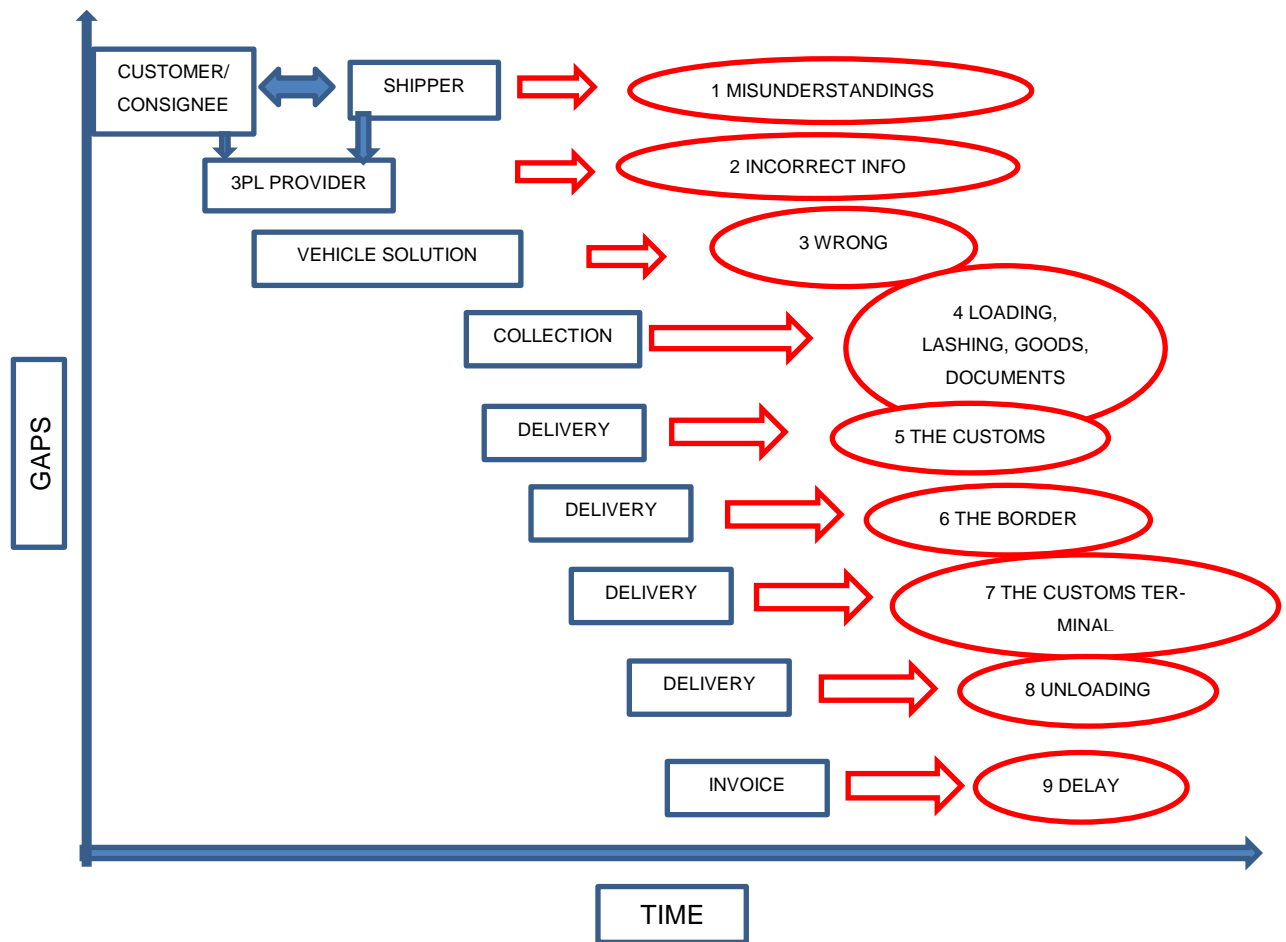 CUSTOMER/
CONSIGNEE
SHIPPER
1 MISUNDERSTANDINGS
3PL PROVIDER
2 INCORRECT INFO
VEHICLE SOLUTION
3 WRONG
COLLECTION
4 LOADING,
LASHING, GOODS,
DOCUMENTS
GAPS
DELIVERY
5 THE CUSTOMS
DELIVERY
6 THE BORDER
DELIVERY
7 THE CUSTOMS TER-
MINAL
DELIVERY
8 UNLOADING
INVOICE
9 DELAY
TIME